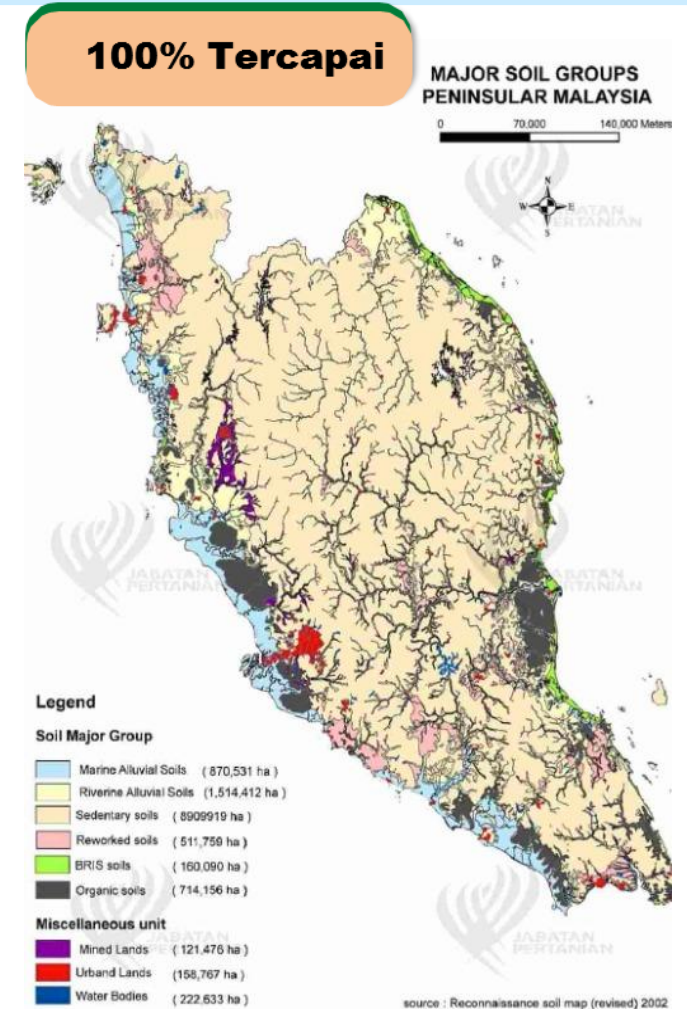 100% Tercapai
MAJOR SOIL GROUPS
PENINSULAR MALAYSIA
0 70,000 140,000 Meters
N
W E
S
JABATAN
PERTANIAN
JABATAN
PERTANIAN
JABATAN
PERTANIAN
Legend
Soil Major Group
Marine Alluvial Soils ( 870,531 ha )
Riverine Alluvial Soils (1,514,412 ha )
Sedentary soils ( 8909919 ha )
Reworked soils ( 511,759 ha )
BRIS soils ( 160,090 ha )
Organic soils ( 714,156 ha )
Miscellaneous unit
Mined Lands ( 121,476 ha )
Urband Lands (158,767 ha )
Water Bodies ( 222,633 ha )
JABATAN
PERTANIAN
JABATAN
PERTANIAN
source : Reconnaissance soil map (revised) 2002